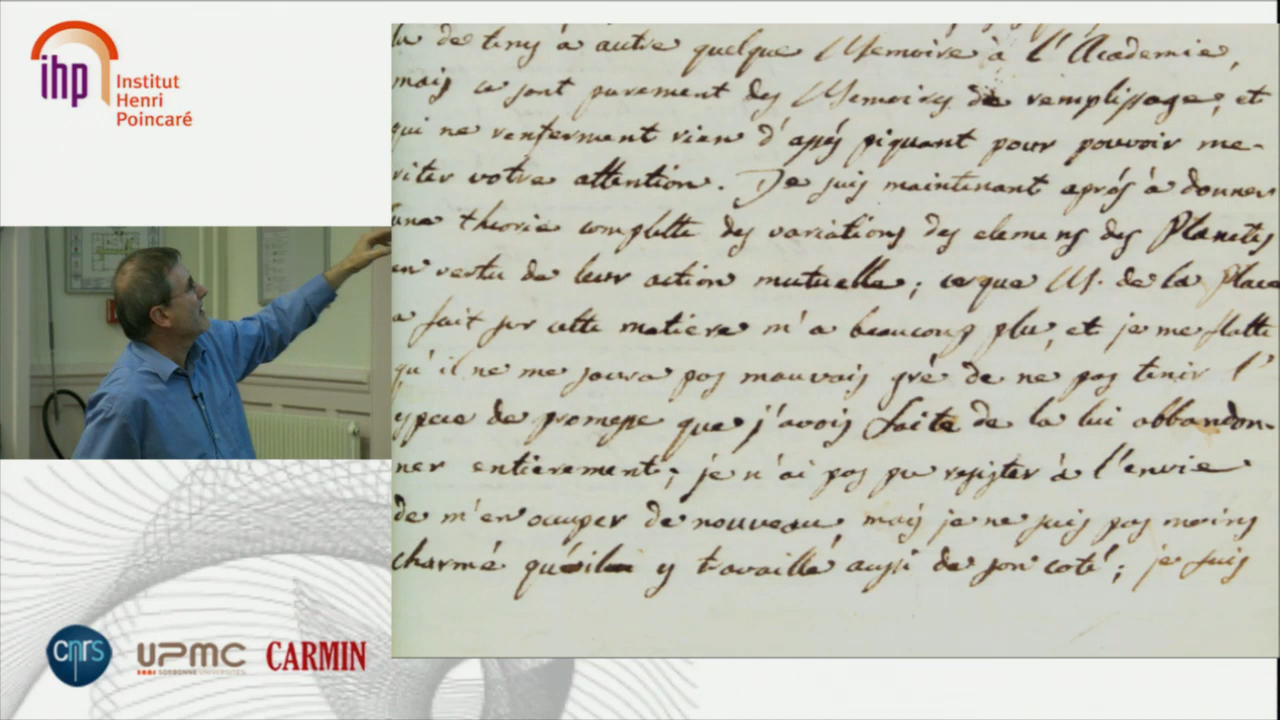 ihp
Institut
Henri
Poincaré
lu de tems à autre quelque Memoire à l'Academie,
mais ce sont purement des Memoires de remplissage, et
qui ne renferment rien d'assés piquant pour pouvoir me-
riter votre attention. Je suis maintenant aprés à donner
une theorie complette des variations des elemens des Planetes
en vertu de leur action mutuelle; ce que M. de la Place
a fait sur cette matiere m'a beaucoup plu, et je me flatte
qu'il ne me saura pas mauvais gré de ne pas tenir l'
espece de promesse que j'avois faite de la lui abbandon-
ner entierement; je n'ai pas pu resister à l'envie
de m'en occuper de nouveau, mais je ne suis pas moins
charmé qu'il y travaille aussi de son coté; je suis
cnrs
UPMC
SORBONNE UNIVERSITÉS
CARMIN